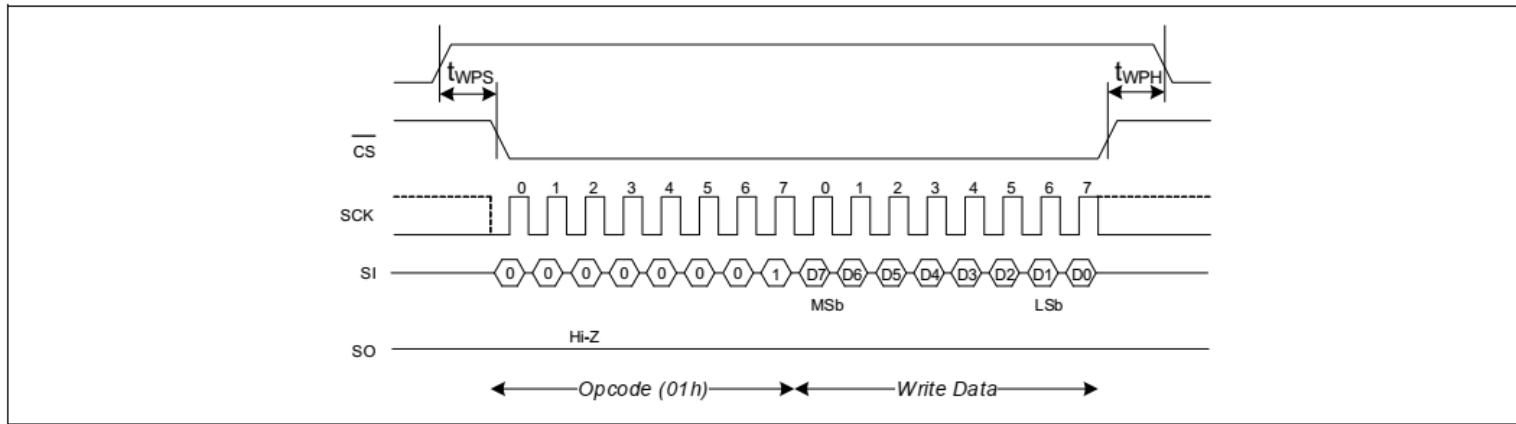 tWPS
tWPH
CS
0 1 2 3 4 5 6 7 0 1 2 3 4 5 6 7
SCK
SI 0 0 0 0 0 0 0 1 D7 D6 D5 D4 D3 D2 D1 D0
MSb LSb
Hi-Z
SO
Opcode (01h) Write Data